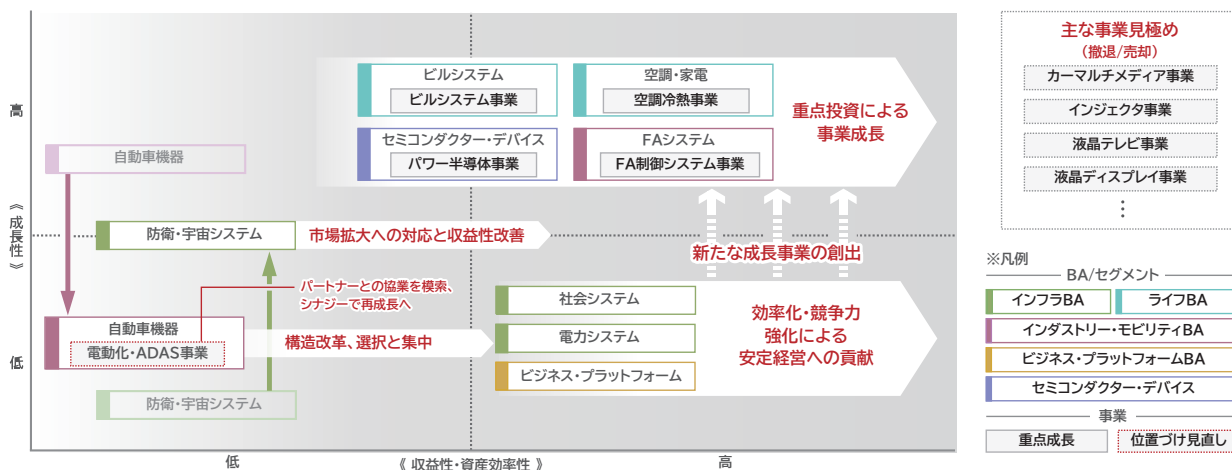 高
《成長性》
低
自動車機器
ビルシステム
ビルシステム事業
空調・家電
空調冷熱事業
セミコンダクター・デバイス
パワー半導体事業
FAシステム
FA制御システム事業
重点投資による
事業成長
防衛・宇宙システム
市場拡大への対応と収益性改善
新たな成長事業の創出
パートナーとの協業を模索、
シナジーで再成長へ
自動車機器
電動化・ADAS事業
構造改革、選択と集中
社会システム
電力システム
ビジネス・プラットフォーム
効率化・競争力
強化による
安定経営への貢献
防衛・宇宙システム
低
《 収益性・資産効率性 》
高
主な事業見極め
（撤退/売却）
カーマルチメディア事業
インジェクタ事業
液晶テレビ事業
液晶ディスプレイ事業
⋮
※凡例
BA/セグメント
インフラBA
ライフBA
インダストリー・モビリティBA
ビジネス・プラットフォームBA
セミコンダクター・デバイス
事業
重点成長
位置づけ見直し